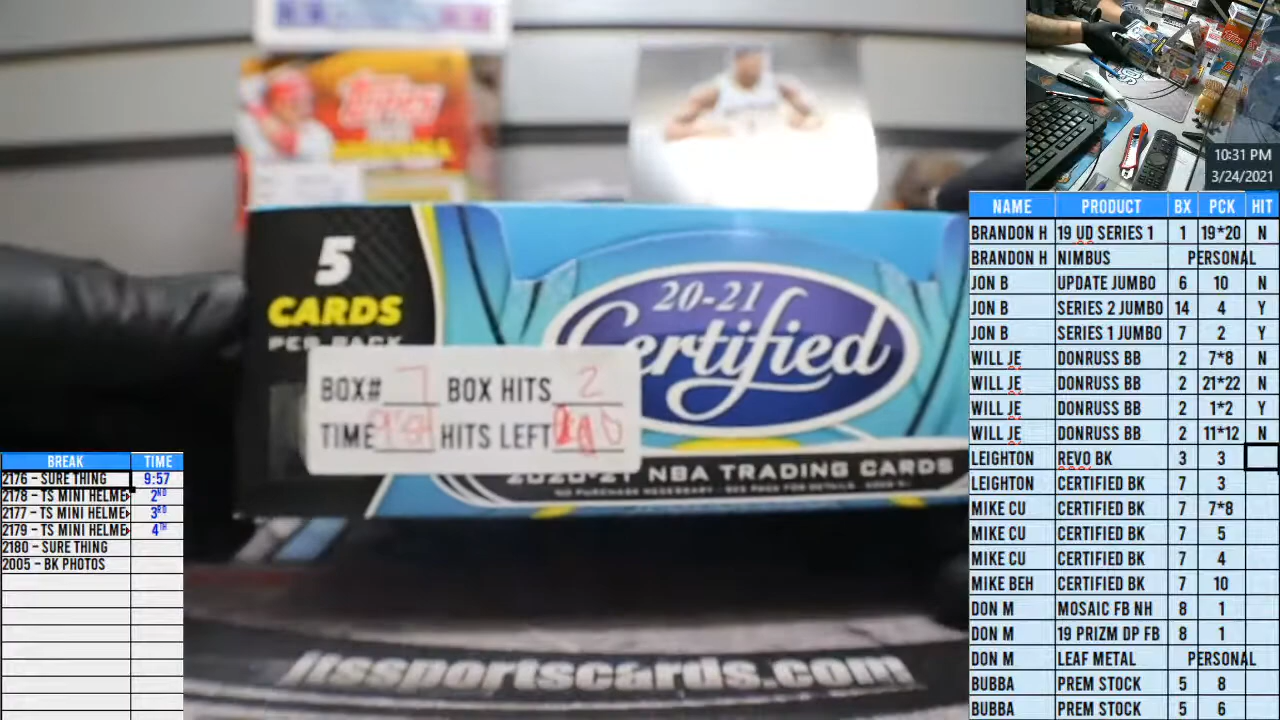 10:31 PM
3/24/2021
TOPPS
5
CARDS
PER PACK
20-21
Certified
BOX# 7 BOX HITS 2
TIME HITS LEFT
2020-21 NBA TRADING CARDS
jtssportscards.com
BREAK TIME
2176 – SURE THING 9:57
2178 – TS MINI HELME 2ND
2177 – TS MINI HELME 3RD
2179 – TS MINI HELME 4TH
2180 – SURE THING
2005 – BK PHOTOS
NAME PRODUCT BX PCK HIT
BRANDON H 19 UD SERIES 1 1 19*20 N
BRANDON H NIMBUS PERSONAL
JON B UPDATE JUMBO 6 10 N
JON B SERIES 2 JUMBO 14 4 Y
JON B SERIES 1 JUMBO 7 2 Y
WILL JE DONRUSS BB 2 7*8 N
WILL JE DONRUSS BB 2 21*22 N
WILL JE DONRUSS BB 2 1*2 Y
WILL JE DONRUSS BB 2 11*12 N
LEIGHTON REVO BK 3 3
LEIGHTON CERTIFIED BK 7 3
MIKE CU CERTIFIED BK 7 7*8
MIKE CU CERTIFIED BK 7 5
MIKE CU CERTIFIED BK 7 4
MIKE BEH CERTIFIED BK 7 10
DON M MOSAIC FB NH 8 1
DON M 19 PRIZM DP FB 8 1
DON M LEAF METAL PERSONAL
BUBBA PREM STOCK 5 8
BUBBA PREM STOCK 5 6